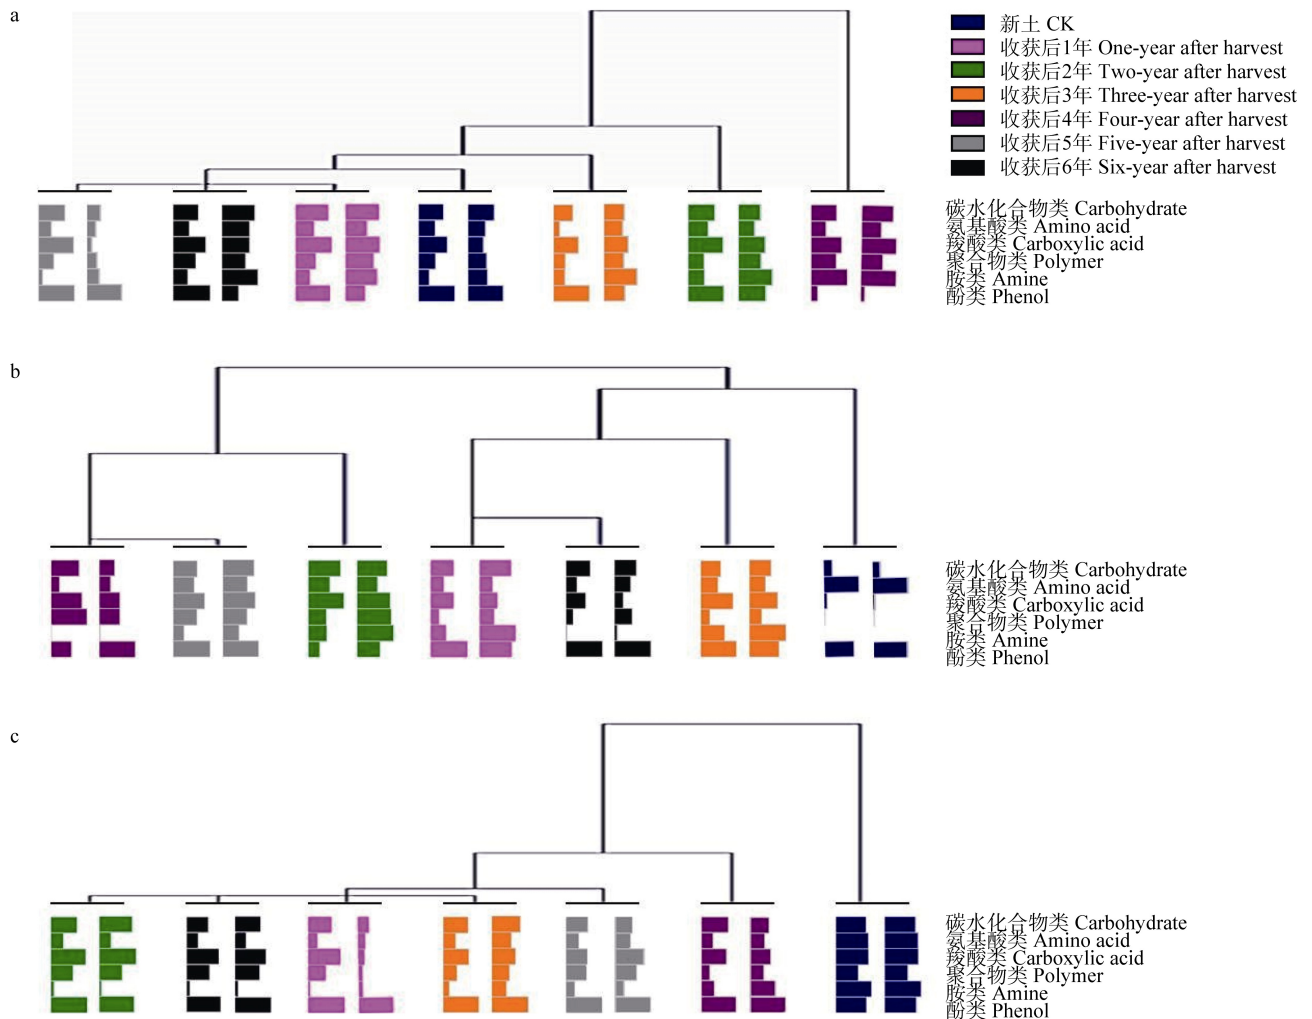 a
新土 CK
收获后1年 One-year after harvest
收获后2年 Two-year after harvest
收获后3年 Three-year after harvest
收获后4年 Four-year after harvest
收获后5年 Five-year after harvest
收获后6年 Six-year after harvest
碳水化合物类 Carbohydrate
氨基酸类 Amino acid
羧酸类 Carboxylic acid
聚合物类 Polymer
胺类 Amine
酚类 Phenol
b
碳水化合物类 Carbohydrate
氨基酸类 Amino acid
羧酸类 Carboxylic acid
聚合物类 Polymer
胺类 Amine
酚类 Phenol
c
碳水化合物类 Carbohydrate
氨基酸类 Amino acid
羧酸类 Carboxylic acid
聚合物类 Polymer
胺类 Amine
酚类 Phenol